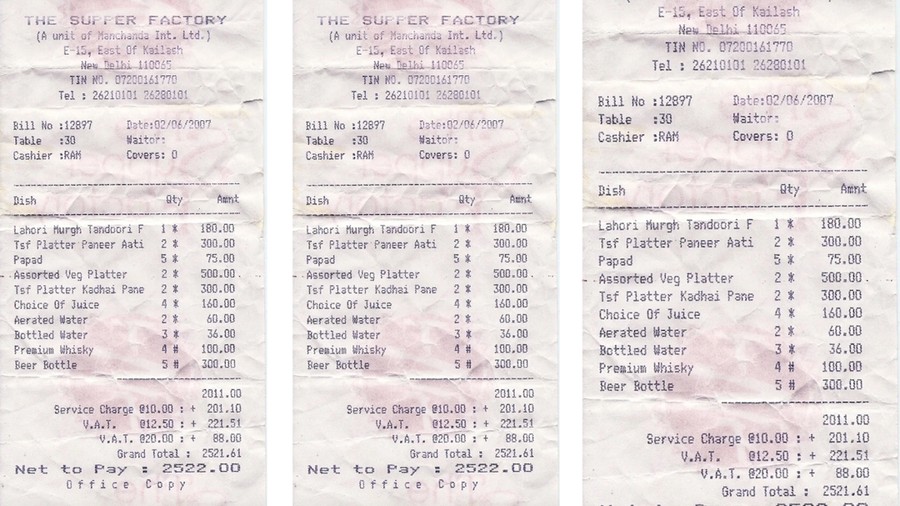 THE SUPPER FACTORY
(A unit of Manchanda Int. Ltd.)
E-15, East Of Kailash
New Delhi 110065
TIN NO. 07200161770
Tel : 26210101 26280101
Bill No :12897 Date:02/06/2007
Table :30 Waitor:
Cashier :RAM Covers: 0
Dish Qty Amnt
Lahori Murgh Tandoori F 1 * 180.00
Tsf Platter Paneer Aati 2 * 300.00
Papad 5 * 75.00
Assorted Veg Platter 2 * 500.00
Tsf Platter Kadhai Pane 2 * 300.00
Choice Of Juice 4 * 160.00
Aerated Water 2 * 60.00
Bottled Water 3 * 36.00
Premium Whisky 4 # 100.00
Beer Bottle 5 # 300.00
2011.00
Service Charge @10.00 : + 201.10
V.A.T. @12.50 : + 221.51
V.A.T. @20.00 : + 88.00
Grand Total : 2521.61
Net to Pay : 2522.00
Office Copy
THE SUPPER FACTORY
(A unit of Manchanda Int. Ltd.)
E-15, East Of Kailash
New Delhi 110065
TIN NO. 07200161770
Tel : 26210101 26280101
Bill No :12897 Date:02/06/2007
Table :30 Waitor:
Cashier :RAM Covers: 0
Dish Qty Amnt
Lahori Murgh Tandoori F 1 * 180.00
Tsf Platter Paneer Aati 2 * 300.00
Papad 5 * 75.00
Assorted Veg Platter 2 * 500.00
Tsf Platter Kadhai Pane 2 * 300.00
Choice Of Juice 4 * 160.00
Aerated Water 2 * 60.00
Bottled Water 3 * 36.00
Premium Whisky 4 # 100.00
Beer Bottle 5 # 300.00
2011.00
Service Charge @10.00 : + 201.10
V.A.T. @12.50 : + 221.51
V.A.T. @20.00 : + 88.00
Grand Total : 2521.61
Net to Pay : 2522.00
Office Copy
E-15, East Of Kailash
New Delhi 110065
TIN NO. 07200161770
Tel : 26210101 26280101
Bill No :12897 Date:02/06/2007
Table :30 Waitor:
Cashier :RAM Covers: 0
Dish Qty Amnt
Lahori Murgh Tandoori F 1 * 180.00
Tsf Platter Paneer Aati 2 * 300.00
Papad 5 * 75.00
Assorted Veg Platter 2 * 500.00
Tsf Platter Kadhai Pane 2 * 300.00
Choice Of Juice 4 * 160.00
Aerated Water 2 * 60.00
Bottled Water 3 * 36.00
Premium Whisky 4 # 100.00
Beer Bottle 5 # 300.00
2011.00
Service Charge @10.00 : + 201.10
V.A.T. @12.50 : + 221.51
V.A.T. @20.00 : + 88.00
Grand Total : 2521.61